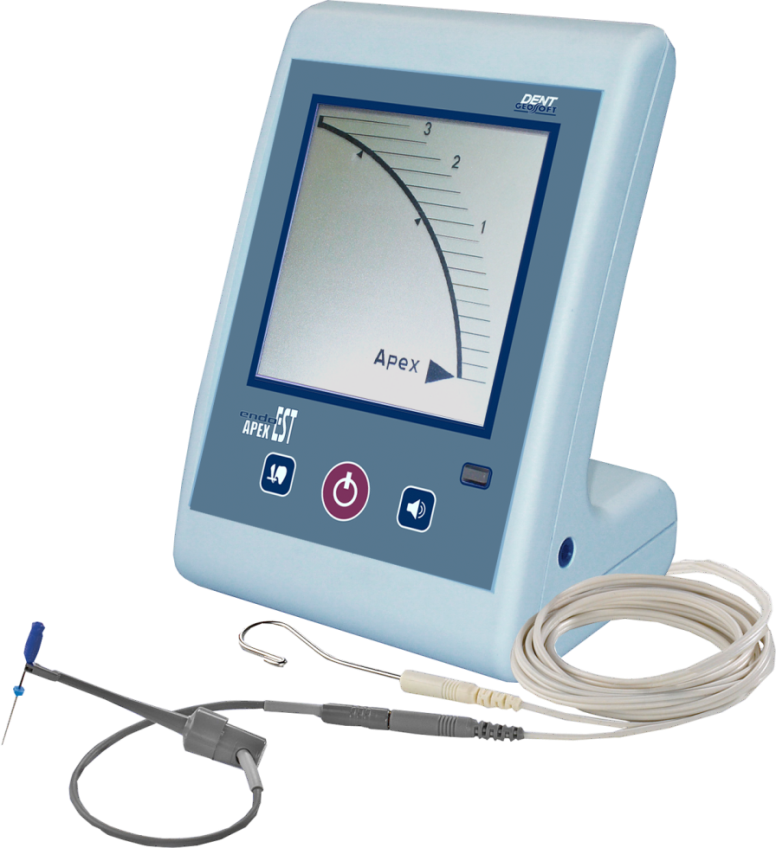 DENT
GEOSOFT
3
2
1
Apex
endo
APEX EST